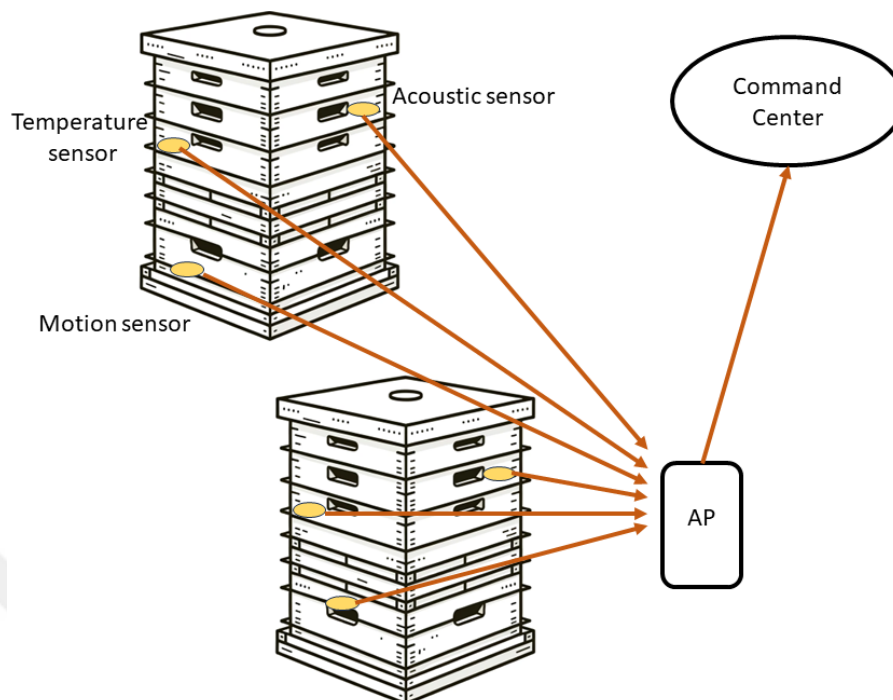 Acoustic sensor
Temperature
sensor
Motion sensor
Command
Center
AP